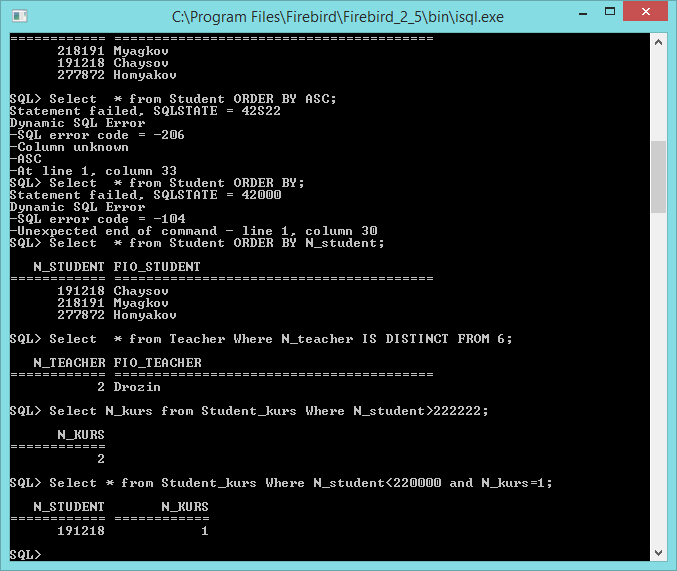 C:\Program Files\Firebird\Firebird_2_5\bin\isql.exe
============ ========================================
      218191 Myagkov
      191218 Chaysov
      277872 Homyakov
SQL> Select  * from Student ORDER BY ASC;
Statement failed, SQLSTATE = 42S22
Dynamic SQL Error
-SQL error code = -206
-Column unknown
-ASC
-At line 1, column 33
SQL> Select  * from Student ORDER BY;
Statement failed, SQLSTATE = 42000
Dynamic SQL Error
-SQL error code = -104
-Unexpected end of command - line 1, column 30
SQL> Select  * from Student ORDER BY N_student;
   N_STUDENT FIO_STUDENT
============ ========================================
      191218 Chaysov
      218191 Myagkov
      277872 Homyakov
SQL> Select  * from Teacher Where N_teacher IS DISTINCT FROM 6;
   N_TEACHER FIO_TEACHER
============ ========================================
           2 Drozin
SQL> Select N_kurs from Student_kurs Where N_student>222222;
      N_KURS
============
           2
SQL> Select * from Student_kurs Where N_student<220000 and N_kurs=1;
   N_STUDENT       N_KURS
============ ============
      191218            1
SQL>